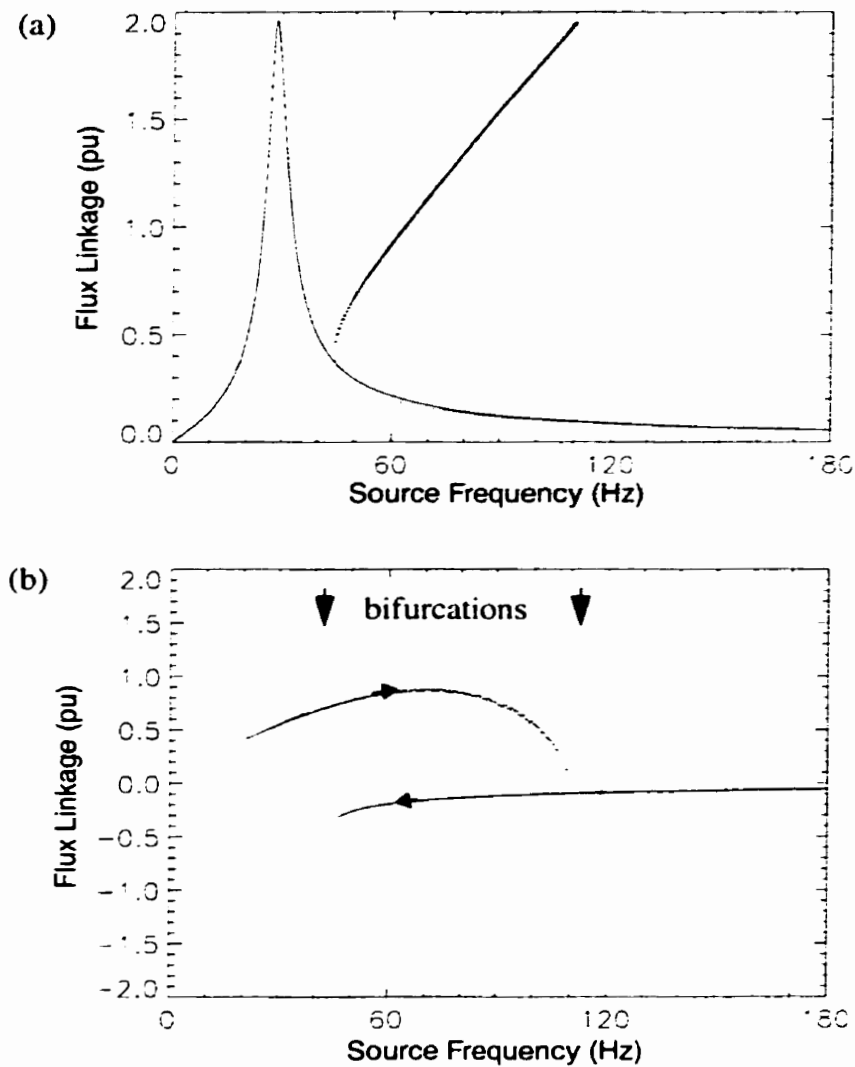 (a)
2.0
1.5
1.0
0.5
0.0
Flux Linkage (pu)
0 60 120 180
Source Frequency (Hz)
(b)
2.0
1.5
1.0
0.5
0.0
-0.5
-1.0
-1.5
-2.0
Flux Linkage (pu)
bifurcations
0 60 120 180
Source Frequency (Hz)